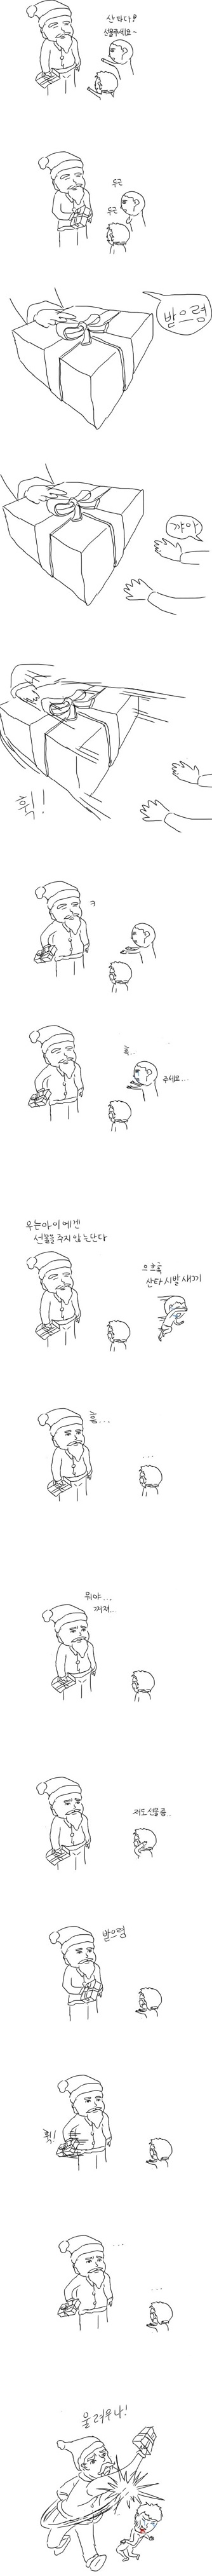 산타다!
선물주세요~
두근
두근
받으렴
꺄아
휙!
ㅋ
흑..
주세요...
우는아이에겐
선물을 주지 않는단다
으흐흑
산타 시발 새끼
흠...
...
뭐야...
꺼져...
저도선물좀..
받으렴
휙!
...
...
울려무나!